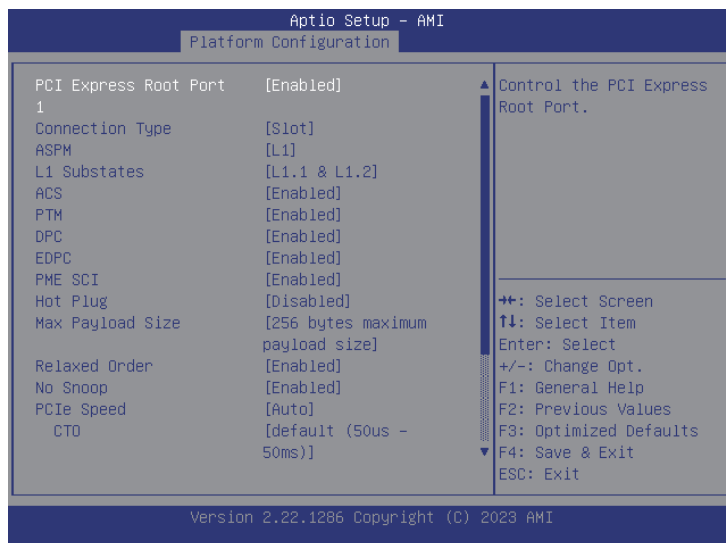 Aptio Setup - AMI
Platform Configuration
PCI Express Root Port 1 [Enabled]
Connection Type [Slot]
ASPM [L1]
L1 Substates [L1.1 & L1.2]
ACS [Enabled]
PTM [Enabled]
DPC [Enabled]
EDPC [Enabled]
PME SCI [Enabled]
Hot Plug [Disabled]
Max Payload Size [256 bytes maximum
payload size]
Relaxed Order [Enabled]
No Snoop [Enabled]
PCIe Speed [Auto]
CTO [default (50us -
50ms)]
Control the PCI Express
Root Port.
→←: Select Screen
↑↓: Select Item
Enter: Select
+/-: Change Opt.
F1: General Help
F2: Previous Values
F3: Optimized Defaults
F4: Save & Exit
ESC: Exit
Version 2.22.1286 Copyright (C) 2023 AMI